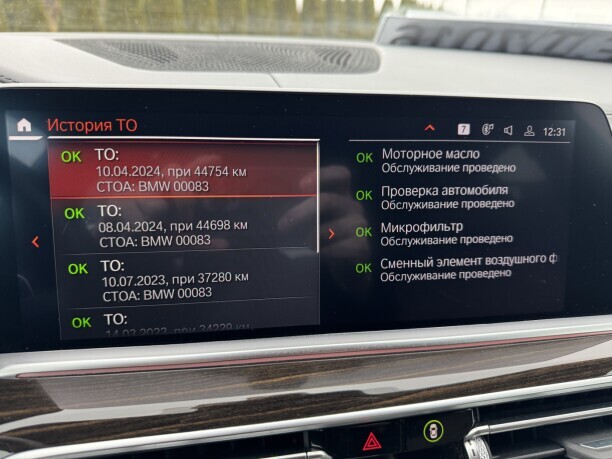 История ТО
7
12:31
OK ТО:
10.04.2024, при 44754 км
СТОА: BMW 00083
OK ТО:
08.04.2024, при 44698 км
СТОА: BMW 00083
OK ТО:
10.07.2023, при 37280 км
СТОА: BMW 00083
OK ТО:
OK Моторное масло
Обслуживание проведено
OK Проверка автомобиля
Обслуживание проведено
OK Микрофильтр
Обслуживание проведено
OK Сменный элемент воздушного ф
Обслуживание проведено